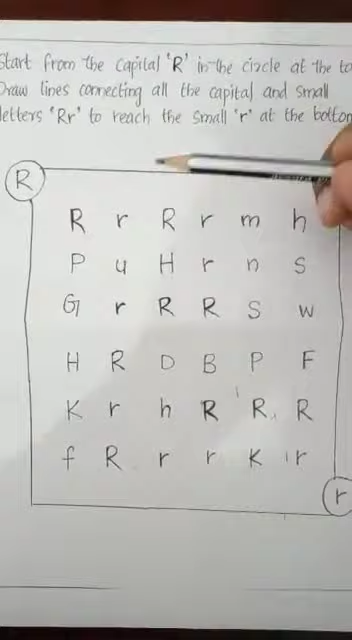 Start from the capital 'R' in the circle at the to
Draw lines connecting all the capital and small
letters 'Rr' to reach the small 'r' at the bottom
R
R r R r m h
P u H r n S
G r R R S w
H R D B P F
K r h R R R
f R r r K r
r